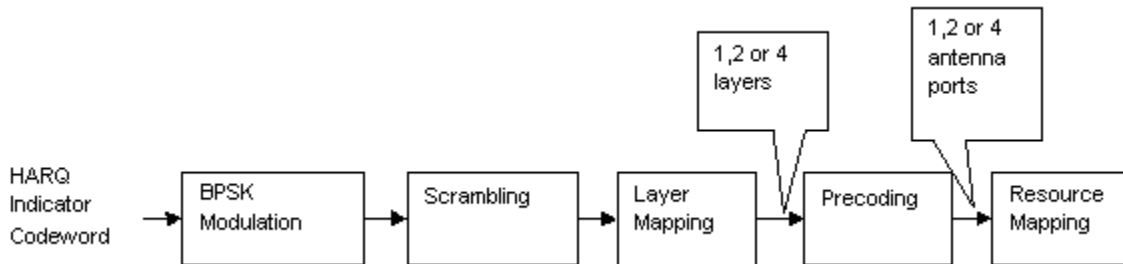 1,2 or 4
layers
1,2 or 4
antenna
ports
HARQ
Indicator
Codeword
BPSK
Modulation
Scrambling
Layer
Mapping
Precoding
Resource
Mapping